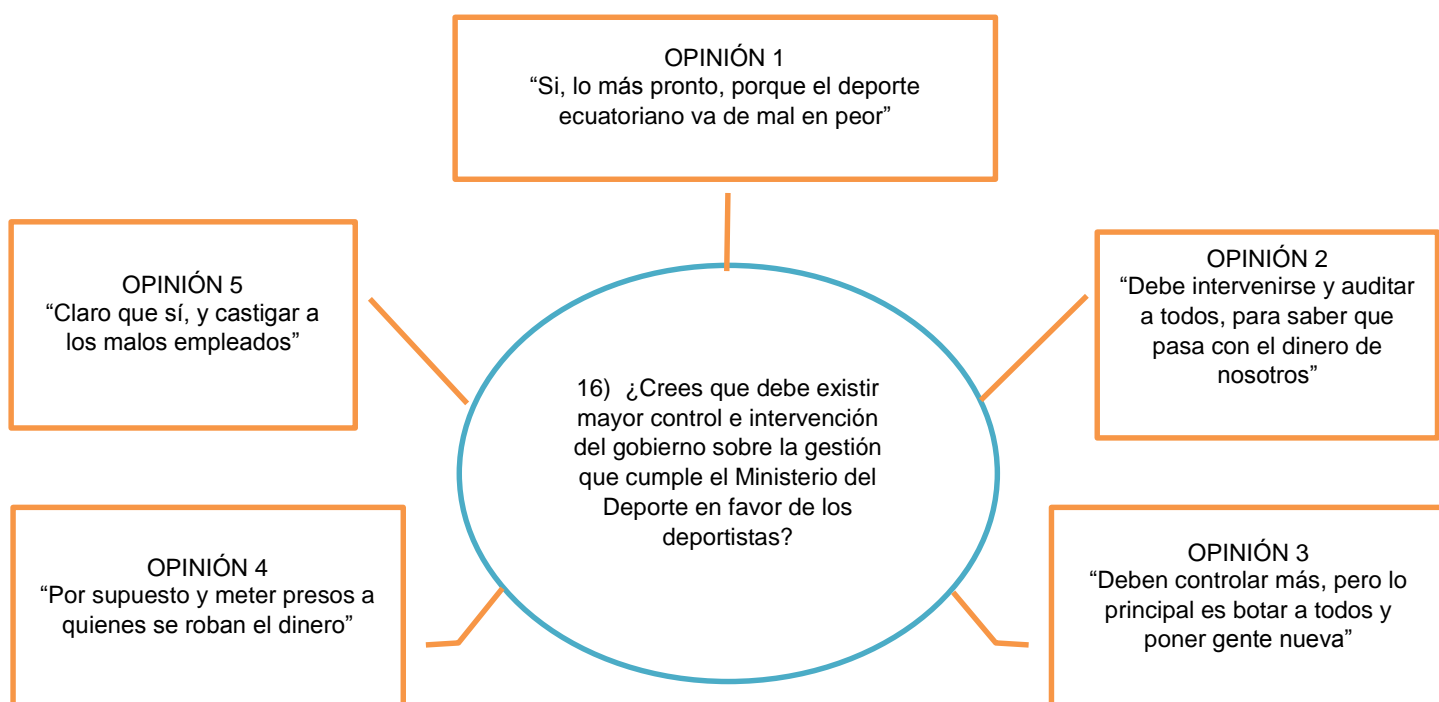 OPINIÓN 1
“Si, lo más pronto, porque el deporte
ecuatoriano va de mal en peor”
OPINIÓN 5
“Claro que sí, y castigar a
los malos empleados”
OPINIÓN 2
“Debe intervenirse y auditar
a todos, para saber que
pasa con el dinero de
nosotros”
16) ¿Crees que debe existir
mayor control e intervención
del gobierno sobre la gestión
que cumple el Ministerio del
Deporte en favor de los
deportistas?
OPINIÓN 4
“Por supuesto y meter presos a
quienes se roban el dinero”
OPINIÓN 3
“Deben controlar más, pero lo
principal es botar a todos y
poner gente nueva”